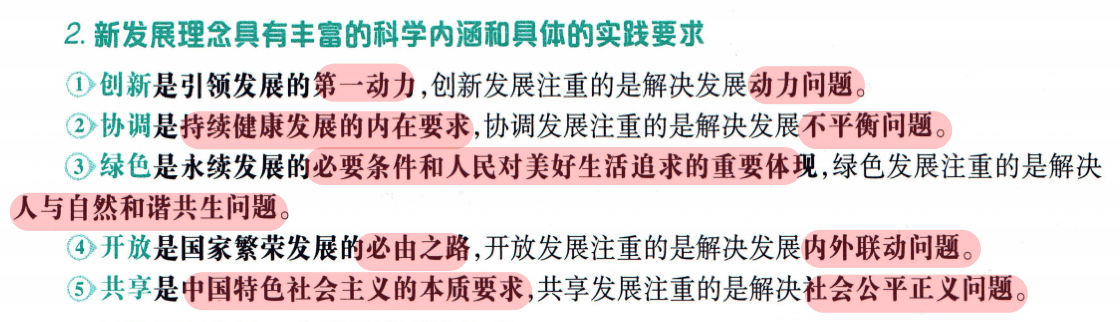 2. 新发展理念具有丰富的科学内涵和具体的实践要求
①创新是引领发展的第一动力,创新发展注重的是解决发展动力问题。
②协调是持续健康发展的内在要求,协调发展注重的是解决发展不平衡问题。
③绿色是永续发展的必要条件和人民对美好生活追求的重要体现,绿色发展注重的是解决
人与自然和谐共生问题。
④开放是国家繁荣发展的必由之路,开放发展注重的是解决发展内外联动问题。
⑤共享是中国特色社会主义的本质要求,共享发展注重的是解决社会公平正义问题。